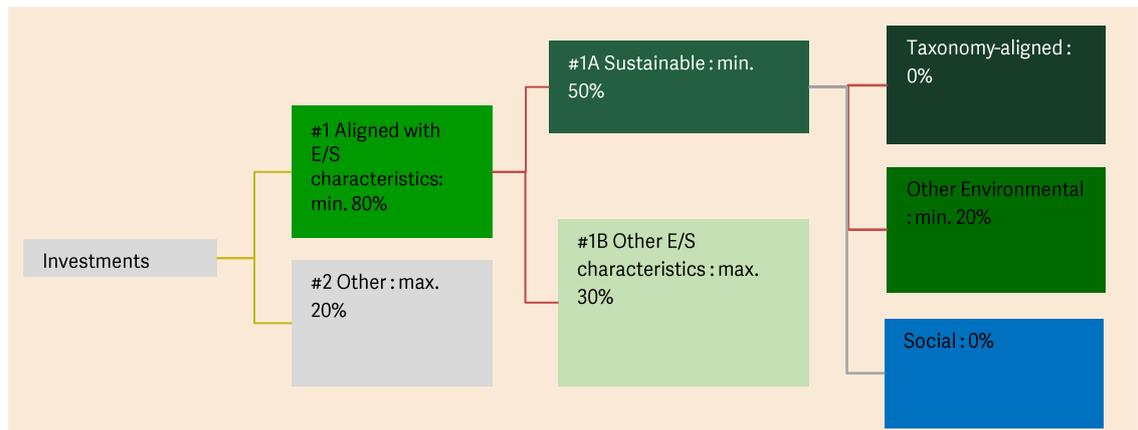 Investments
#1 Aligned with
E/S
characteristics:
min. 80%
#2 Other : max.
20%
#1A Sustainable : min.
50%
#1B Other E/S
characteristics : max.
30%
Taxonomy-aligned :
0%
Other Environmental
: min. 20%
Social : 0%